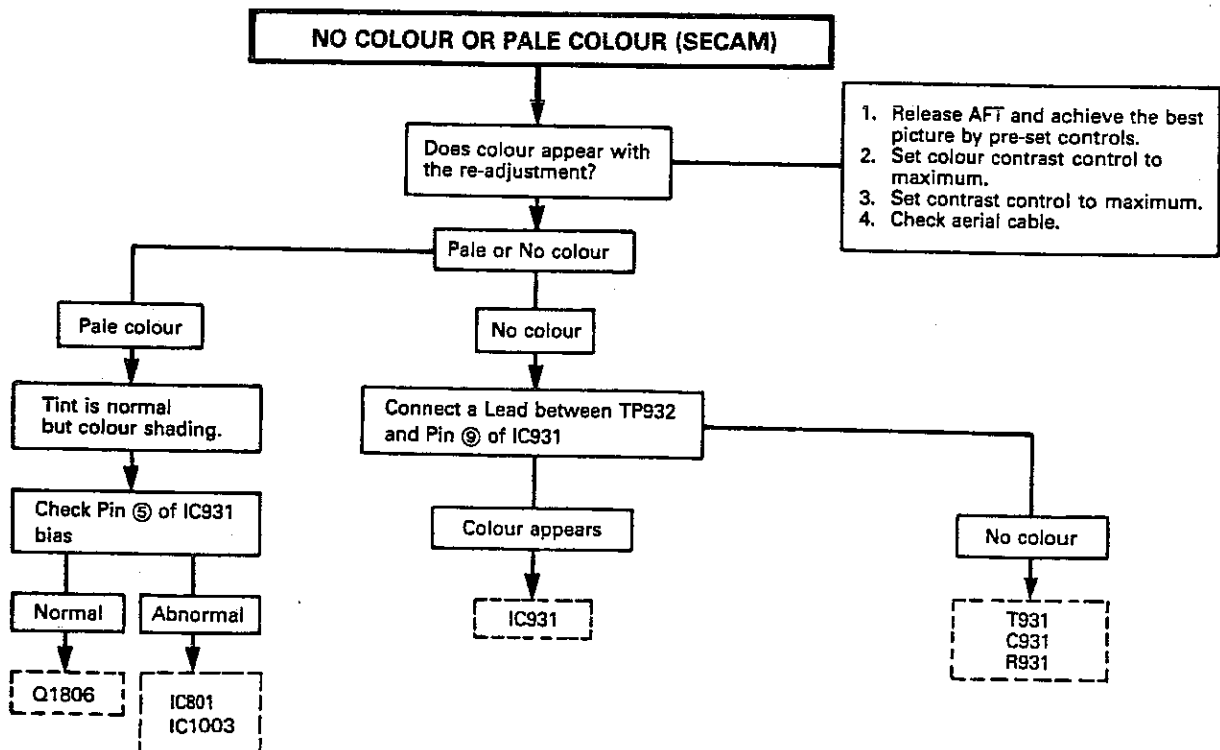 NO COLOUR OR PALE COLOUR (SECAM)
Does colour appear with
the re-adjustment?
1. Release AFT and achieve the best
picture by pre-set controls.
2. Set colour contrast control to
maximum.
3. Set contrast control to maximum.
4. Check aerial cable.
Pale or No colour
Pale colour
No colour
Tint is normal
but colour shading.
Connect a Lead between TP932
and Pin ⑨ of IC931
Check Pin ⑤ of IC931
bias
Colour appears
No colour
Normal
Abnormal
IC931
T931
C931
R931
Q1806
IC801
IC1003